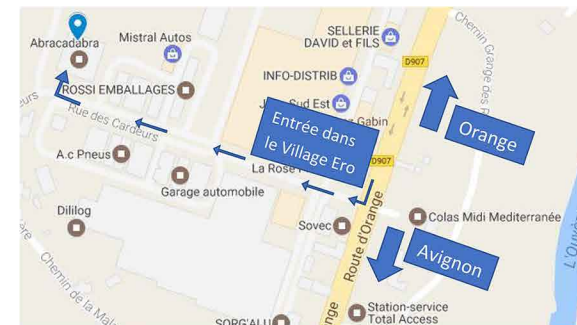 SELLERIE
DAVID et FILS
Chemin Grange des
Abracadabra
Mistral Autos
D907
INFO-DISTRIB
ROSSI EMBALLAGES
Sud Est
Gabin
Orange
Rue des Cardeurs
Entrée dans
le Village Ero
D907
A.c Pneus
La Rose
Garage automobile
Dililog
Sovec
Colas Midi Mediterranée
Route d'Orange
Avignon
Chemin de la
Station-service
Total Access
SORG'ALU